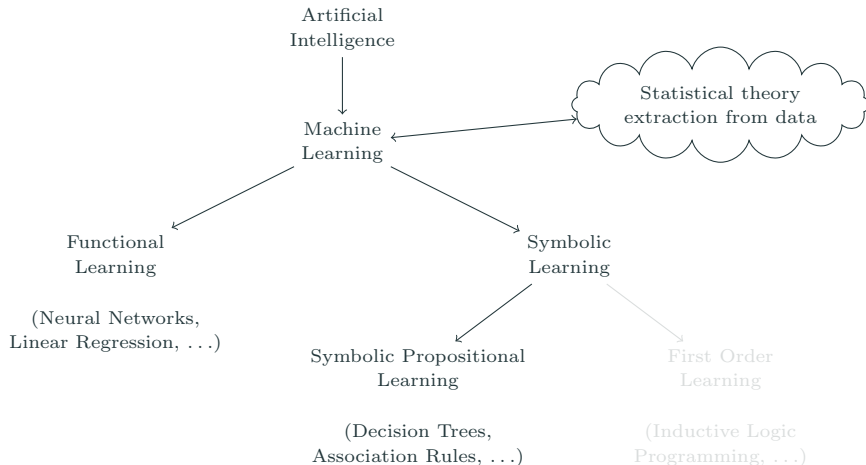 Artificial
Intelligence
Statistical theory
extraction from data
Machine
Learning
Functional
Learning
Symbolic
Learning
(Neural Networks,
Linear Regression, ...)
Symbolic Propositional
Learning
First Order
Learning
(Decision Trees,
Association Rules, ...)
(Inductive Logic
Programming, ...)